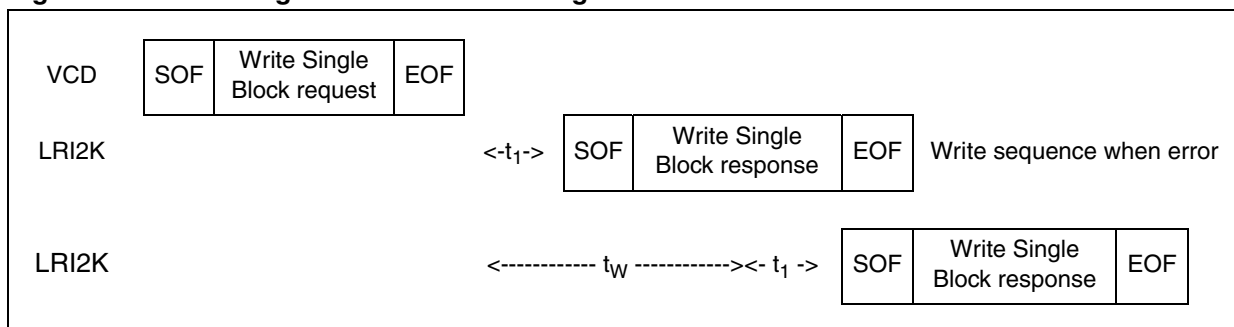 VCD SOF Write Single Block request EOF
LRI2K <-t1-> SOF Write Single Block response EOF Write sequence when error
LRI2K <------------ tW ------------><- t1 -> SOF Write Single Block response EOF